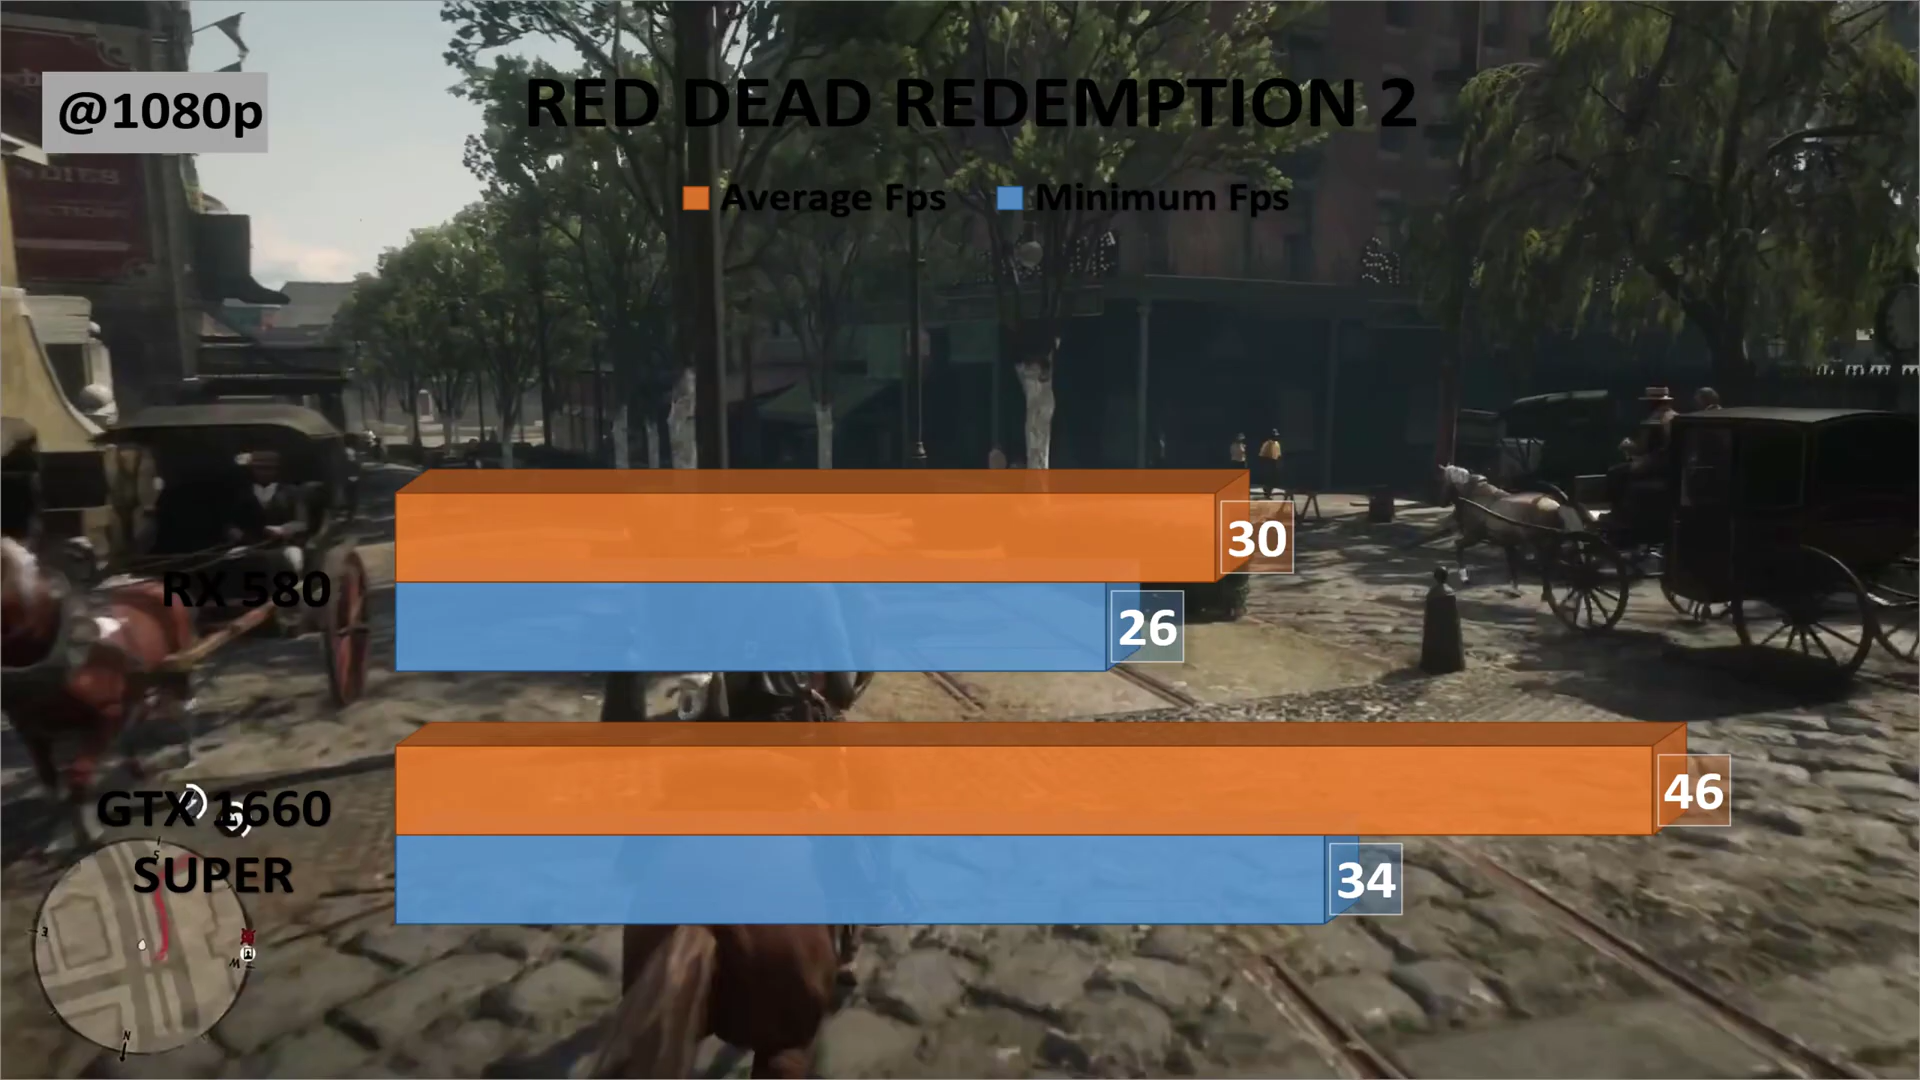 @1080p
RED DEAD REDEMPTION 2
Average Fps
Minimum Fps
30
RX 580
26
46
GTX 1660
SUPER
34
S
E
W
N